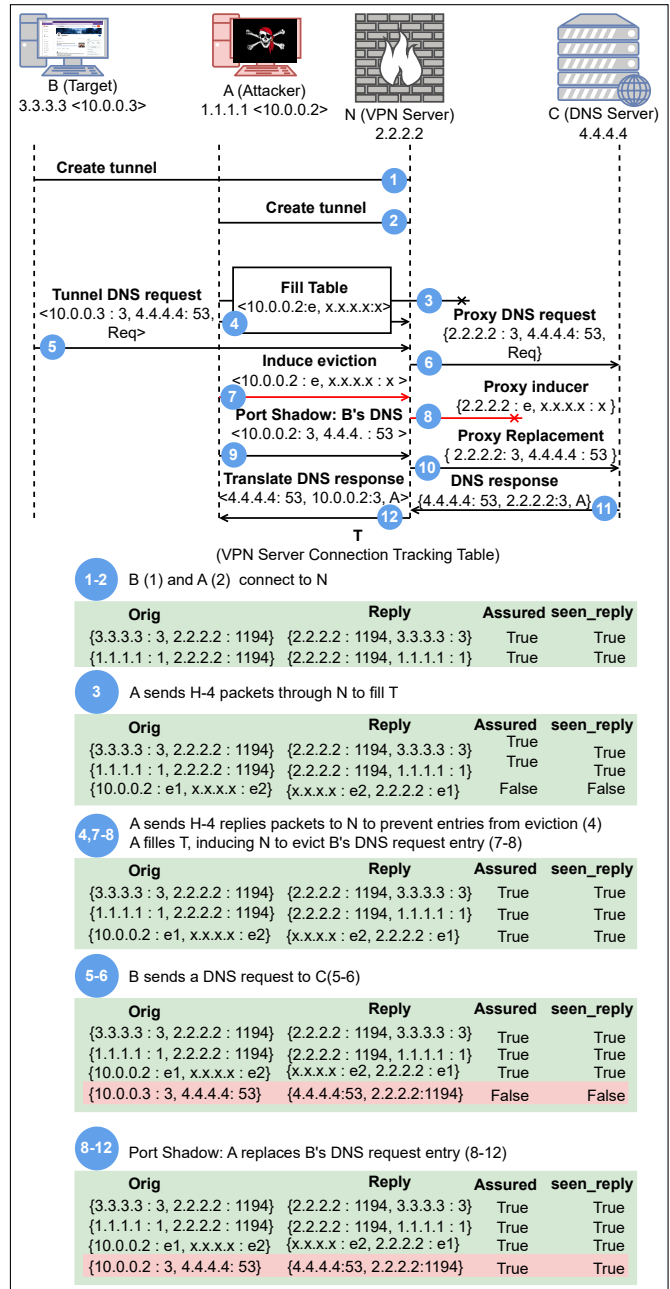 B (Target)
3.3.3.3 <10.0.0.3>
A (Attacker)
1.1.1.1 <10.0.0.2>
N (VPN Server)
2.2.2.2
C (DNS Server)
4.4.4.4
Create tunnel
1
Create tunnel
2
Fill Table
<10.0.0.2:e, x.x.x.x:x>
3
4
Tunnel DNS request
<10.0.0.3 : 3, 4.4.4.4: 53,
Req>
5
Proxy DNS request
{2.2.2.2 : 3, 4.4.4.4: 53,
Req}
6
Induce eviction
<10.0.0.2 : e, x.x.x.x : x >
7
Proxy inducer
{2.2.2.2 : e, x.x.x.x : x }
8
Port Shadow: B's DNS
<10.0.0.2: 3, 4.4.4. : 53 >
9
Proxy Replacement
{ 2.2.2.2: 3, 4.4.4.4 : 53 }
10
DNS response
{4.4.4.4: 53, 2.2.2.2:3, A}
11
Translate DNS response
<4.4.4.4: 53, 10.0.0.2:3, A>
12
T
(VPN Server Connection Tracking Table)
1-2 B (1) and A (2) connect to N
Orig Reply Assured seen_reply
{3.3.3.3 : 3, 2.2.2.2 : 1194} {2.2.2.2 : 1194, 3.3.3.3 : 3} True True
{1.1.1.1 : 1, 2.2.2.2 : 1194} {2.2.2.2 : 1194, 1.1.1.1 : 1} True True
3 A sends H-4 packets through N to fill T
Orig Reply Assured seen_reply
{3.3.3.3 : 3, 2.2.2.2 : 1194} {2.2.2.2 : 1194, 3.3.3.3 : 3} True True
{1.1.1.1 : 1, 2.2.2.2 : 1194} {2.2.2.2 : 1194, 1.1.1.1 : 1} True True
{10.0.0.2 : e1, x.x.x.x : e2} {x.x.x.x : e2, 2.2.2.2 : e1} False False
4,7-8 A sends H-4 replies packets to N to prevent entries from eviction (4)
A filles T, inducing N to evict B's DNS request entry (7-8)
Orig Reply Assured seen_reply
{3.3.3.3 : 3, 2.2.2.2 : 1194} {2.2.2.2 : 1194, 3.3.3.3 : 3} True True
{1.1.1.1 : 1, 2.2.2.2 : 1194} {2.2.2.2 : 1194, 1.1.1.1 : 1} True True
{10.0.0.2 : e1, x.x.x.x : e2} {x.x.x.x : e2, 2.2.2.2 : e1} True True
5-6 B sends a DNS request to C(5-6)
Orig Reply Assured seen_reply
{3.3.3.3 : 3, 2.2.2.2 : 1194} {2.2.2.2 : 1194, 3.3.3.3 : 3} True True
{1.1.1.1 : 1, 2.2.2.2 : 1194} {2.2.2.2 : 1194, 1.1.1.1 : 1} True True
{10.0.0.2 : e1, x.x.x.x : e2} {x.x.x.x : e2, 2.2.2.2 : e1} True True
{10.0.0.3 : 3, 4.4.4.4: 53} {4.4.4.4:53, 2.2.2.2:1194} False False
8-12 Port Shadow: A replaces B's DNS request entry (8-12)
Orig Reply Assured seen_reply
{3.3.3.3 : 3, 2.2.2.2 : 1194} {2.2.2.2 : 1194, 3.3.3.3 : 3} True True
{1.1.1.1 : 1, 2.2.2.2 : 1194} {2.2.2.2 : 1194, 1.1.1.1 : 1} True True
{10.0.0.2 : e1, x.x.x.x : e2} {x.x.x.x : e2, 2.2.2.2 : e1} True True
{10.0.0.2 : 3, 4.4.4.4: 53} {4.4.4.4:53, 2.2.2.2:1194} True True